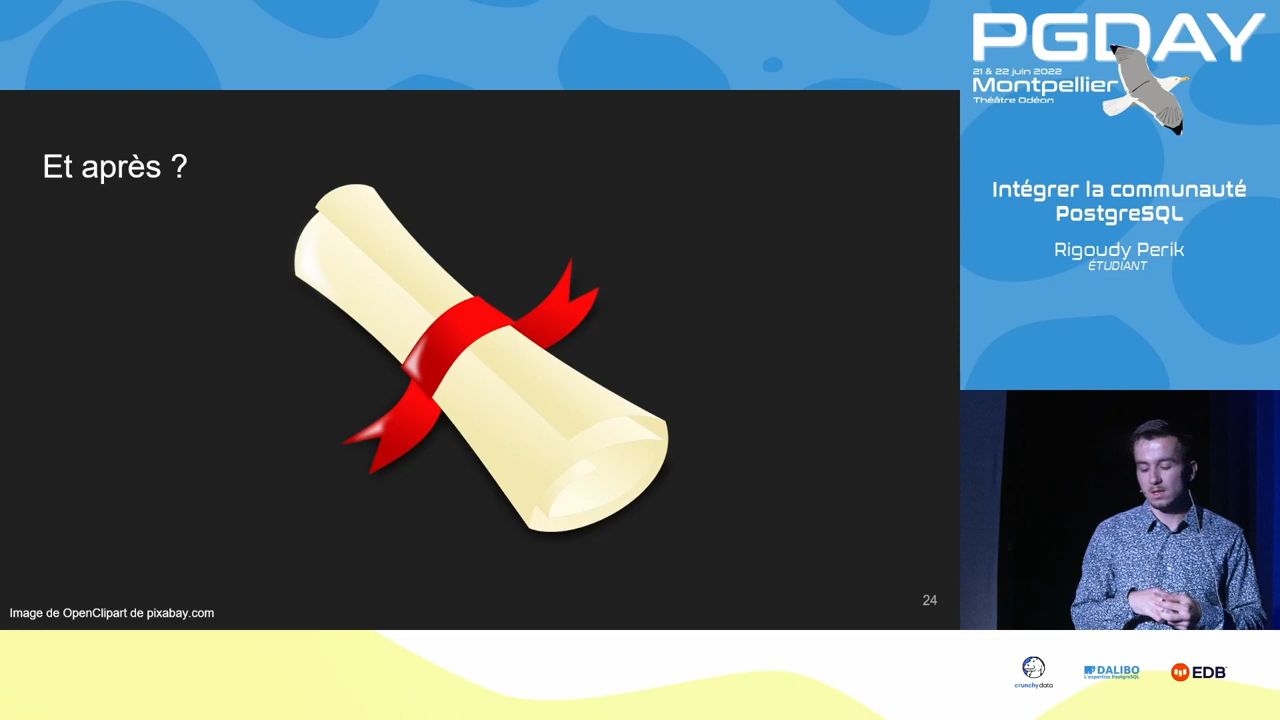 PGDAY
21 & 22 juin 2022
Montpellier
Théâtre Odéon
Intégrer la communauté
PostgreSQL
Rigoudy Perik
ÉTUDIANT
Et après ?
24
Image de OpenClipart de pixabay.com
crunchydata
DALIBO
L'expertise PostgreSQL
EDB